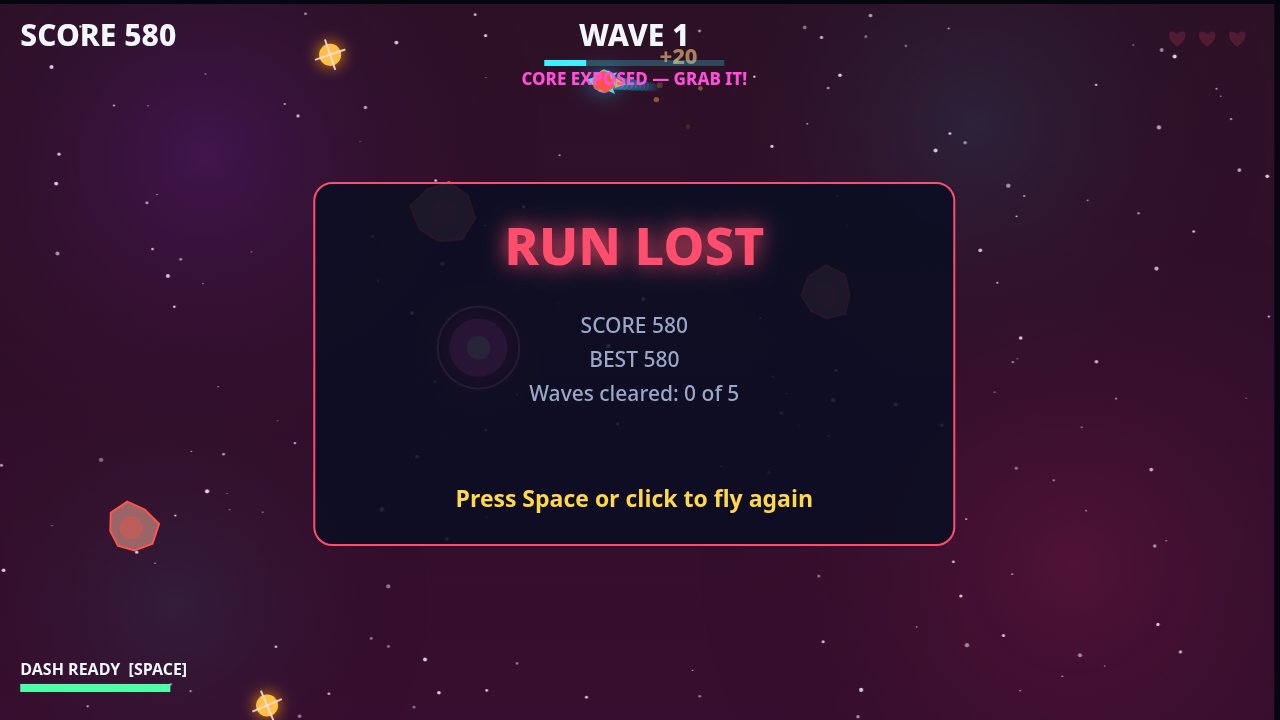 SCORE 580
WAVE 1
+20
CORE EXPOSED — GRAB IT!
RUN LOST
SCORE 580
BEST 580
Waves cleared: 0 of 5
Press Space or click to fly again
DASH READY [SPACE]